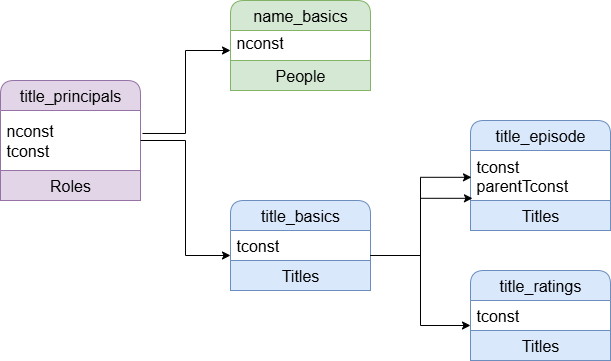 name_basics
nconst
People
title_principals
nconst
tconst
Roles
title_basics
tconst
Titles
title_episode
tconst
parentTconst
Titles
title_ratings
tconst
Titles